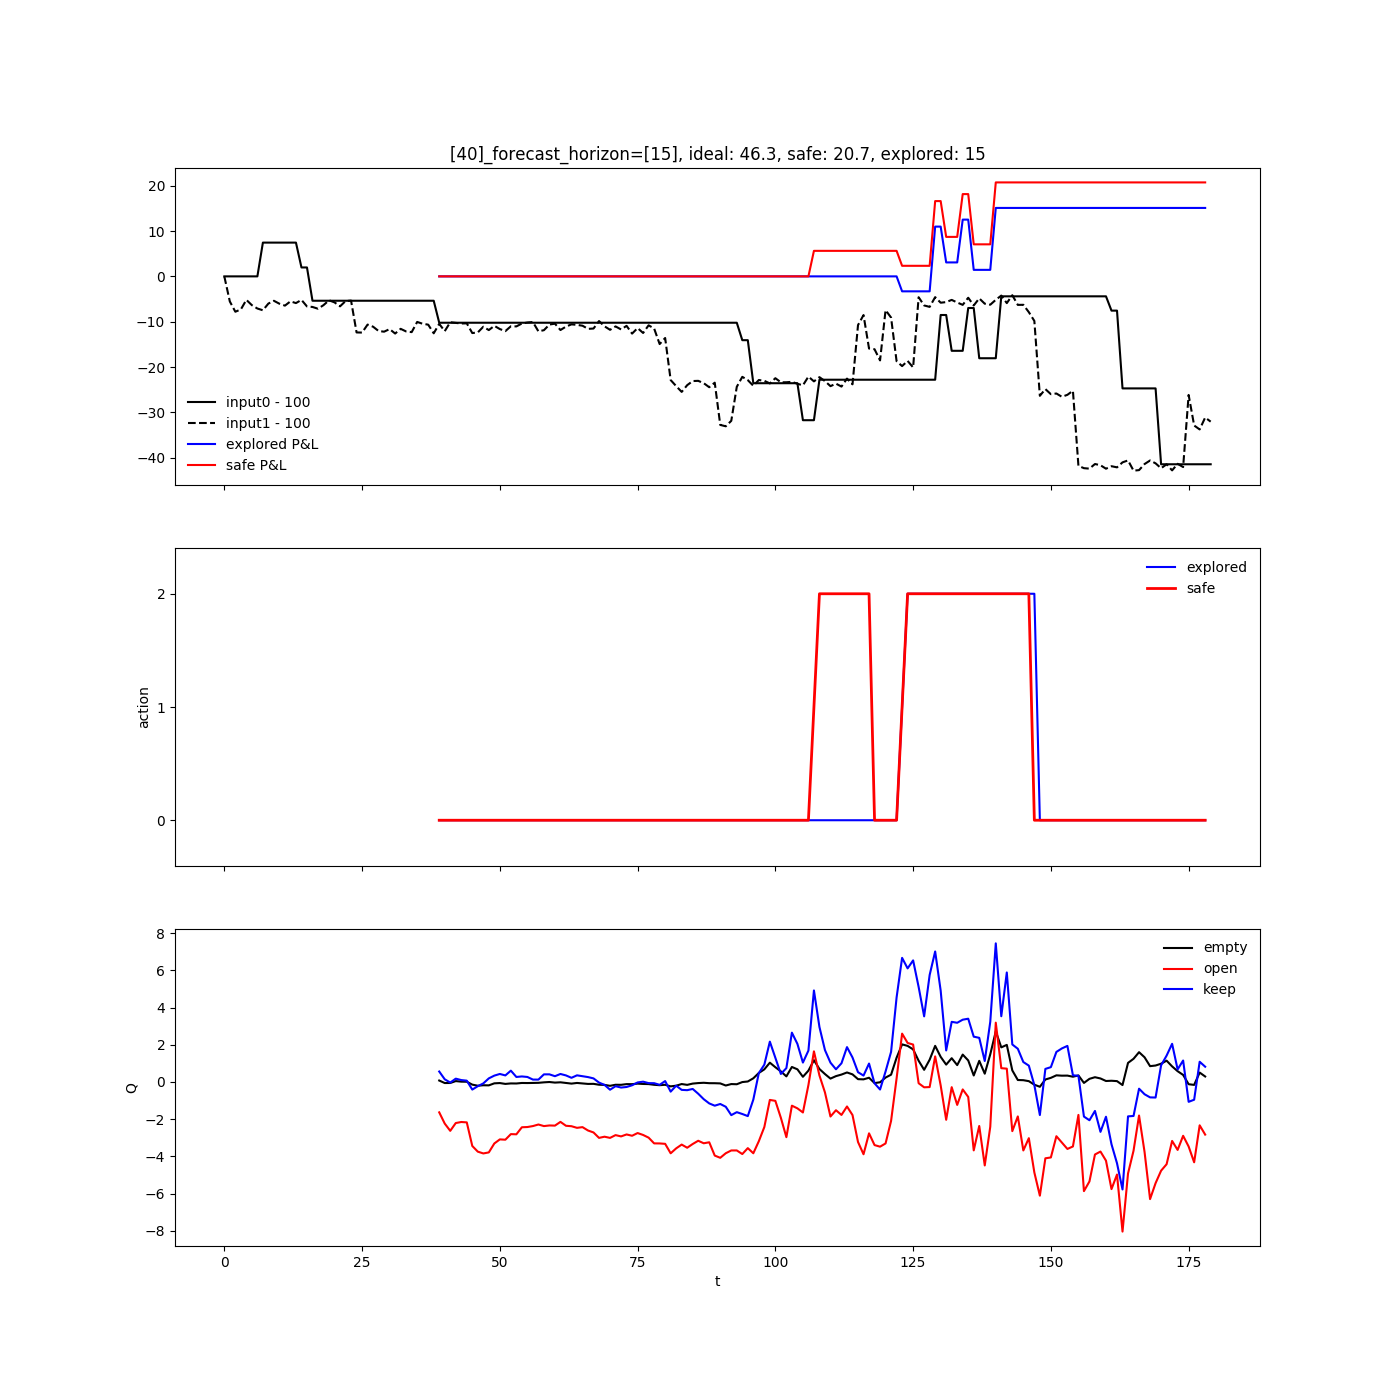 [40]_forecast_horizon=[15], ideal: 46.3, safe: 20.7, explored: 15
20
10
0
−10
−20
−30
−40
input0 - 100
input1 - 100
explored P&L
safe P&L
2
1
0
action
explored
safe
8
6
4
2
0
−2
−4
−6
−8
Q
empty
open
keep
0 25 50 75 100 125 150 175
t